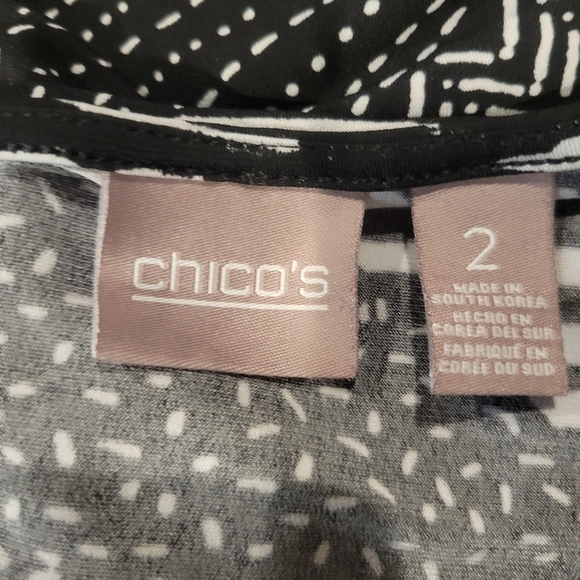 chico's
2
MADE IN
SOUTH KOREA
HECHO EN
COREA DEL SUR
FABRIQUÉ EN
CORÉE DU SUD